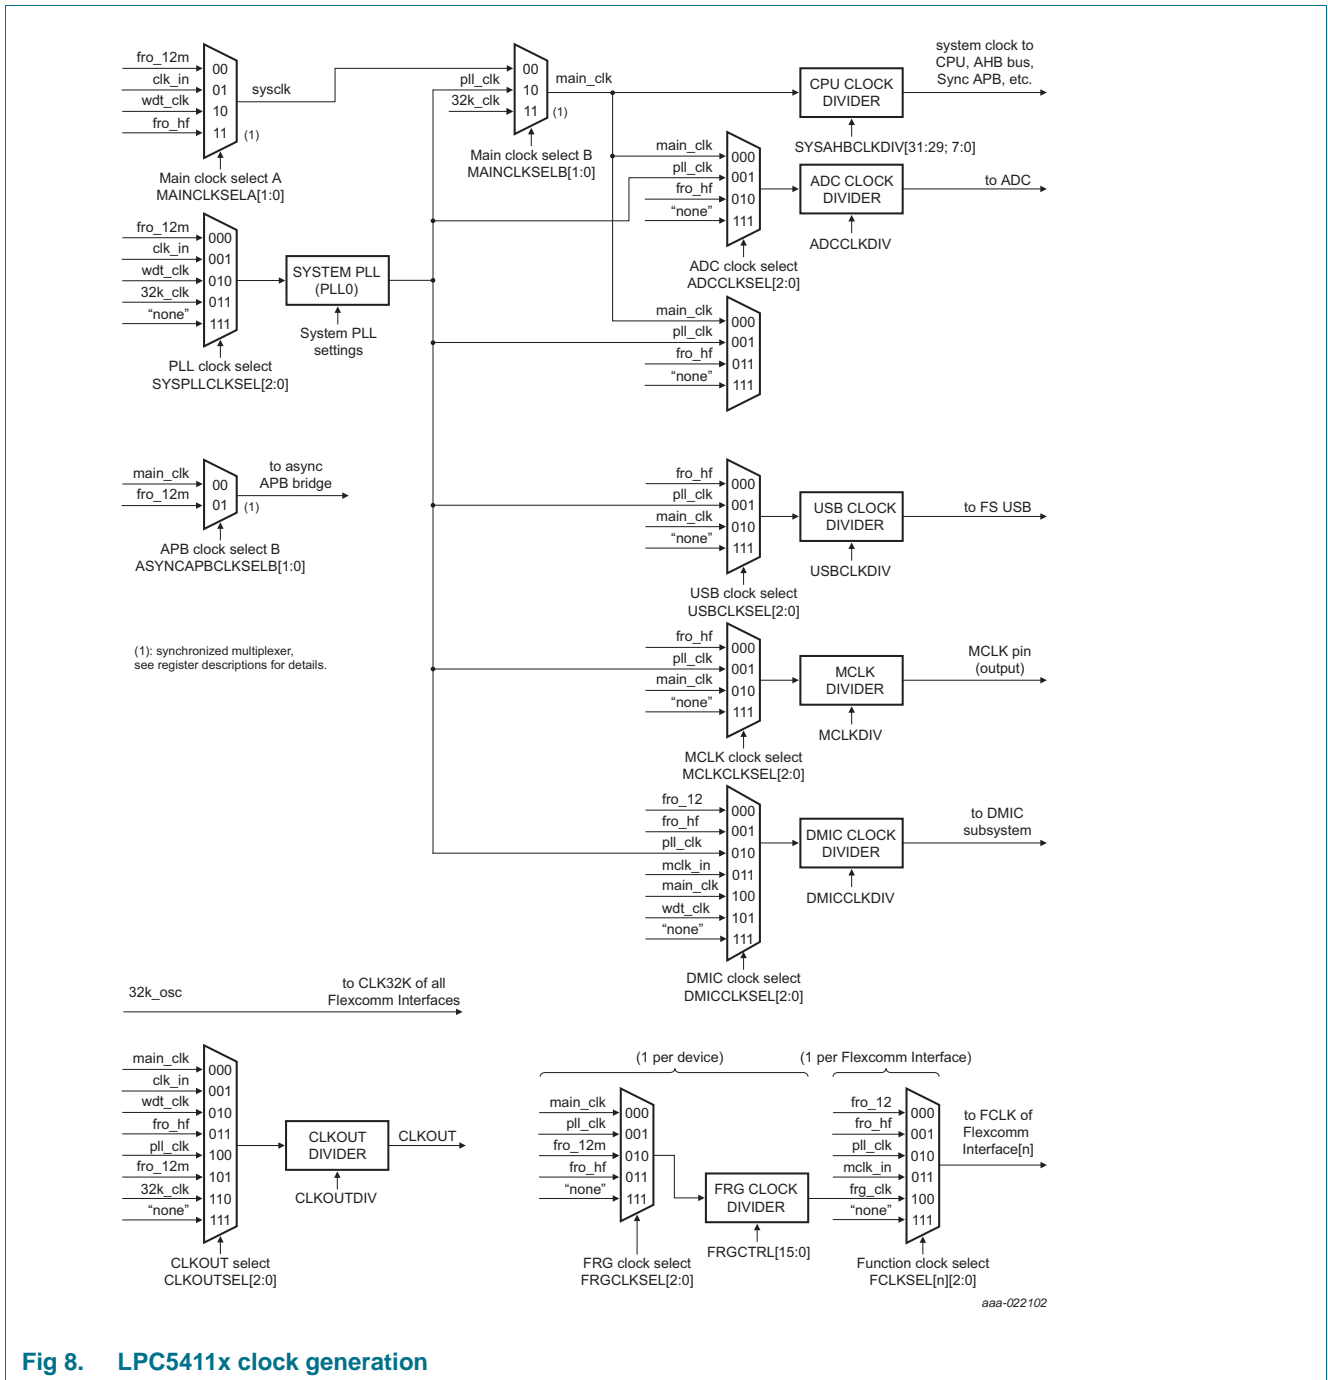 fro_12m
clk_in
wdt_clk
fro_hf
00
01
10
11
(1)
sysclk
Main clock select A
MAINCLKSELA[1:0]
pll_clk
32k_clk
00
10
11
(1)
main_clk
Main clock select B
MAINCLKSELB[1:0]
CPU CLOCK
DIVIDER
SYSAHBCLKDIV[31:29; 7:0]
system clock to
CPU, AHB bus,
Sync APB, etc.
main_clk
pll_clk
fro_hf
“none”
000
001
010
111
ADC clock select
ADCCLKSEL[2:0]
ADC CLOCK
DIVIDER
ADCCLKDIV
to ADC
fro_12m
clk_in
wdt_clk
32k_clk
“none”
000
001
010
011
111
PLL clock select
SYSPLLCLKSEL[2:0]
SYSTEM PLL
(PLL0)
System PLL
settings
main_clk
pll_clk
fro_hf
“none”
000
001
011
111
main_clk
fro_12m
00
01
(1)
to async
APB bridge
APB clock select B
ASYNCAPBCLKSELB[1:0]
fro_hf
pll_clk
main_clk
“none”
000
001
010
111
USB clock select
USBCLKSEL[2:0]
USB CLOCK
DIVIDER
USBCLKDIV
to FS USB
(1): synchronized multiplexer,
see register descriptions for details.
fro_hf
pll_clk
main_clk
“none”
000
001
010
111
MCLK clock select
MCLKCLKSEL[2:0]
MCLK
DIVIDER
MCLKDIV
MCLK pin
(output)
fro_12
fro_hf
pll_clk
mclk_in
main_clk
wdt_clk
“none”
000
001
010
011
100
101
111
DMIC clock select
DMICCLKSEL[2:0]
DMIC CLOCK
DIVIDER
DMICCLKDIV
to DMIC
subsystem
32k_osc
to CLK32K of all
Flexcomm Interfaces
main_clk
clk_in
wdt_clk
fro_hf
pll_clk
fro_12m
32k_clk
“none”
000
001
010
011
100
101
110
111
CLKOUT select
CLKOUTSEL[2:0]
CLKOUT
DIVIDER
CLKOUTDIV
CLKOUT
(1 per device)
main_clk
pll_clk
fro_12m
fro_hf
“none”
000
001
010
011
111
FRG clock select
FRGCLKSEL[2:0]
FRG CLOCK
DIVIDER
FRGCTRL[15:0]
(1 per Flexcomm Interface)
fro_12
fro_hf
pll_clk
mclk_in
frg_clk
“none”
000
001
010
011
100
111
Function clock select
FCLKSEL[n][2:0]
to FCLK of
Flexcomm
Interface[n]
aaa-022102
Fig 8. LPC5411x clock generation